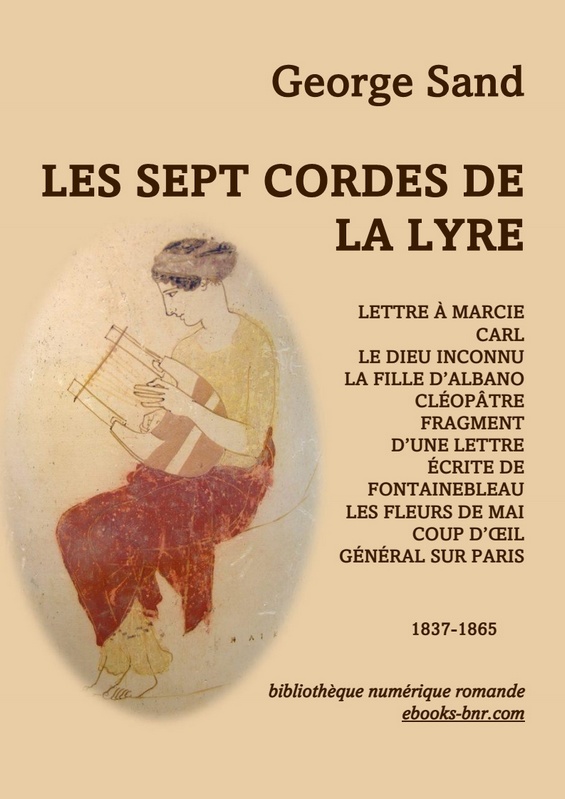 George Sand
LES SEPT CORDES DE
LA LYRE
LETTRE À MARCIE
CARL
LE DIEU INCONNU
LA FILLE D’ALBANO
CLÉOPÂTRE
FRAGMENT
D’UNE LETTRE
ÉCRITE DE
FONTAINEBLEAU
LES FLEURS DE MAI
COUP D’ŒIL
GÉNÉRAL SUR PARIS
1837-1865
bibliothèque numérique romande
ebooks-bnr.com